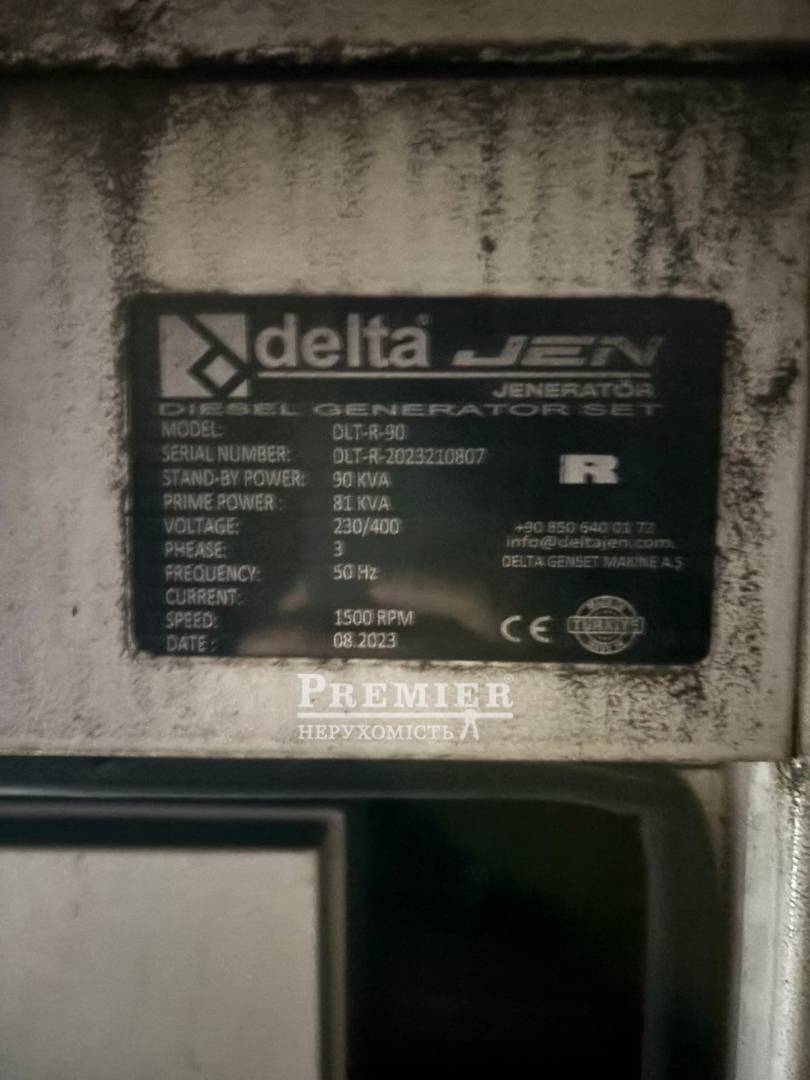 delta® JEN
JENERATÖR
DIESEL GENERATOR SET
MODEL: DLT-R-90
SERIAL NUMBER: DLT-R-2023210807
STAND-BY POWER: 90 KVA
PRIME POWER : 81 KVA
VOLTAGE: 230/400
PHEASE: 3
FREQUENCY: 50 Hz
CURRENT:
SPEED: 1500 RPM
DATE : 08.2023
R
+90 850 640 01 72
info@deltajen.com
DELTA GENSET MAKİNE A.Ş
CE
TÜRKİYE
PREMIER®
НЕРУХОМІСТЬ